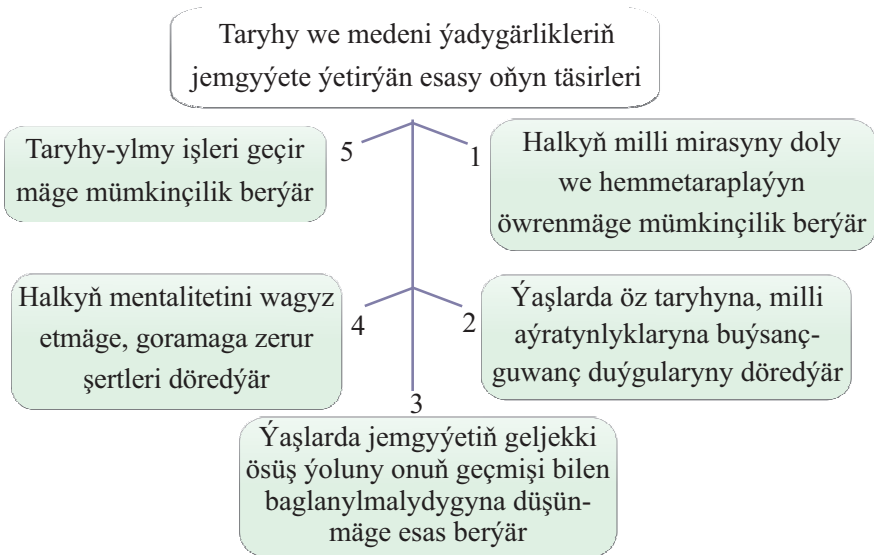 Taryhy we medeni ýadygärlikleriň
jemgyýete ýetirýän esasy oňyn täsirleri
1
Halkyň milli mirasyny doly
we hemmetaraplaýyn
öwrenmäge mümkinçilik berýär
2
Ýaşlarda öz taryhyna, milli
aýratynlyklaryna buýsanç-
guwanç duýgularyny döredýär
3
Ýaşlarda jemgyýetiň geljekki
ösüş ýoluny onuň geçmişi bilen
baglanylmalydygyna düşün-
mäge esas berýär
4
Halkyň mentalitetini wagyz
etmäge, goramaga zerur
şertleri döredýär
5
Taryhy-ylmy işleri geçir
mäge mümkinçilik berýär